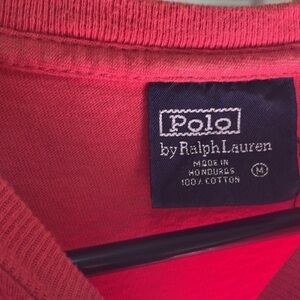 Polo
by Ralph Lauren
MADE IN
HONDURAS
100% COTTON
M